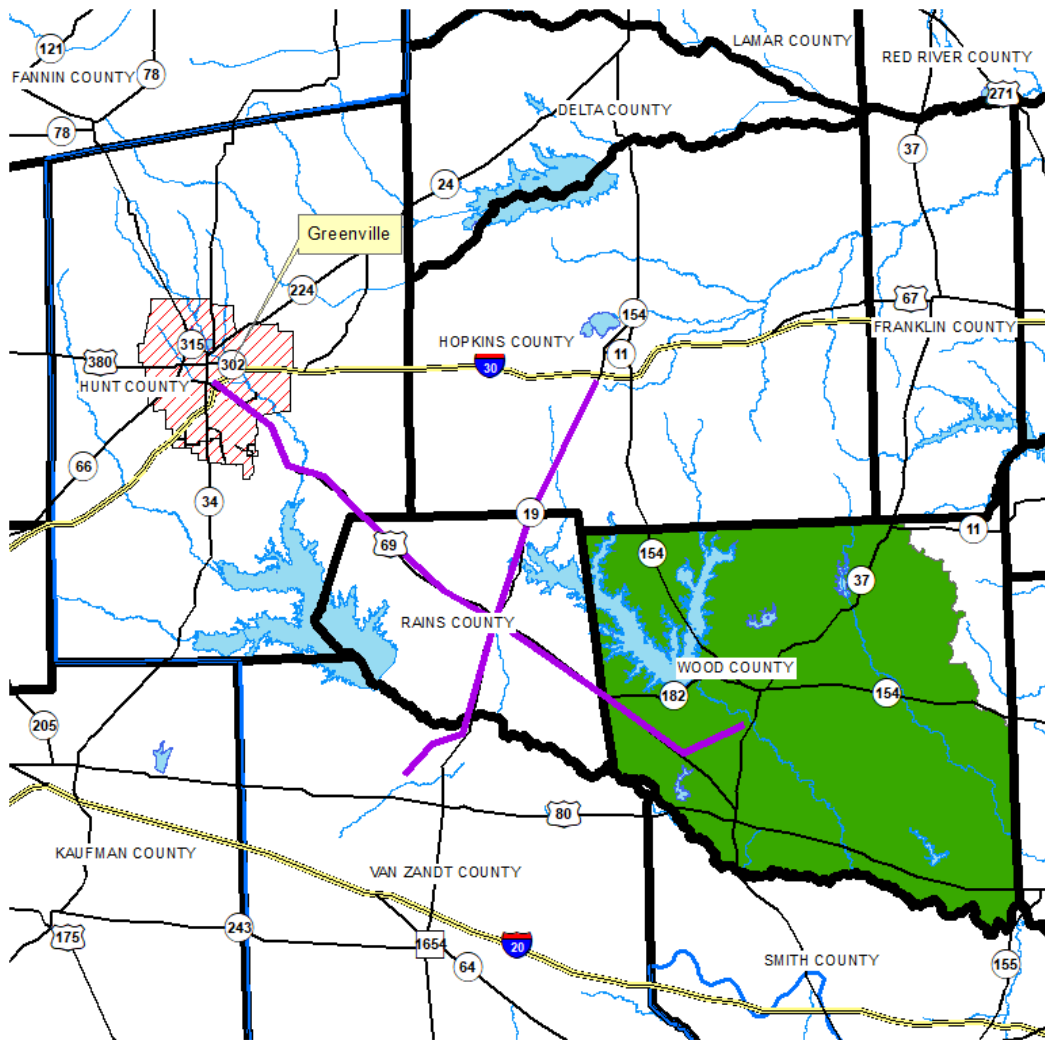 LAMAR COUNTY
121
RED RIVER COUNTY
FANNIN COUNTY
78
271
DELTA COUNTY
78
37
24
Greenville
224
67
154
FRANKLIN COUNTY
315
HOPKINS COUNTY
11
380
302
30
HUNT COUNTY
66
34
19
11
69
154
37
RAINS COUNTY
WOOD COUNTY
182
154
205
80
KAUFMAN COUNTY
VAN ZANDT COUNTY
243
175
1654
20
64
SMITH COUNTY
155